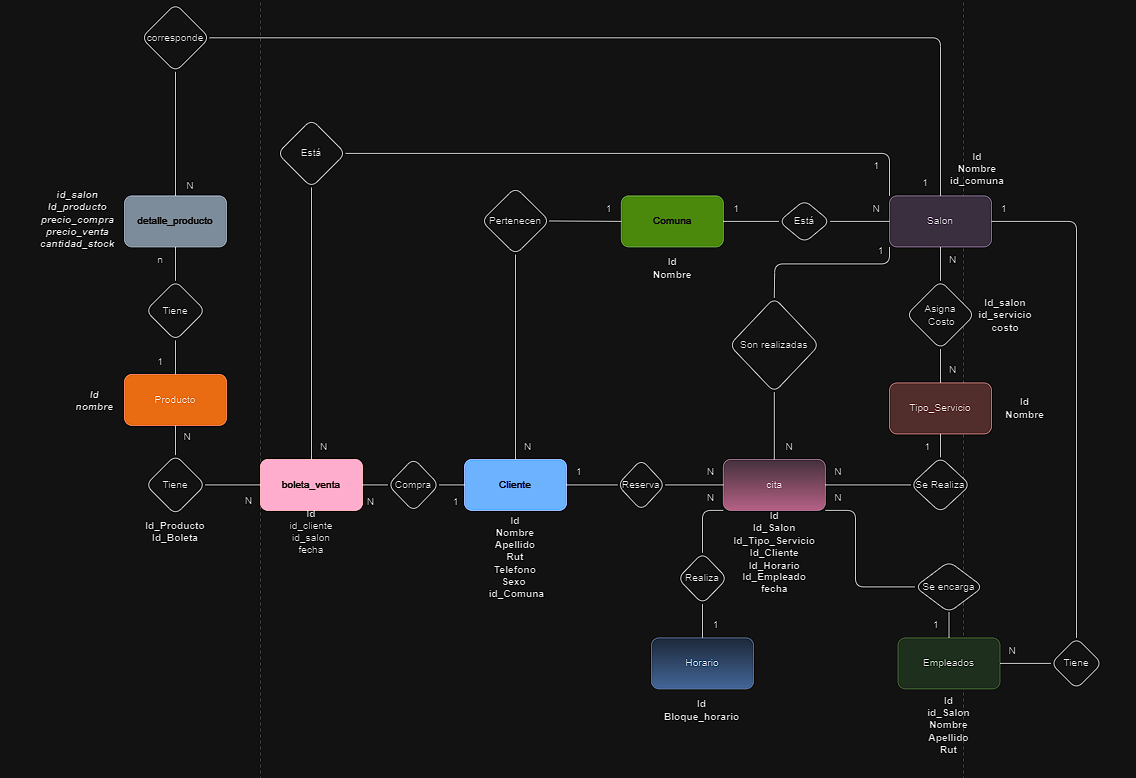 corresponde
N
id_salon
Id_producto
precio_compra
precio_venta
cantidad_stock
detalle_producto
n
Tiene
1
Id
nombre
Producto
N
Tiene
Id_Producto
Id_Boleta
N
Está
1
N
boleta_venta
Id
id_cliente
id_salon
fecha
N
Compra
1
Pertenecen
1
N
Cliente
Id
Nombre
Apellido
Rut
Telefono
Sexo
id_Comuna
Comuna
Id
Nombre
1
Está
N
Id
Nombre
id_comuna
1
Salon
1
1
Son realizadas
N
N
Asigna
Costo
Id_salon
id_servicio
costo
N
Tipo_Servicio
Id
Nombre
1
Se Realiza
1
Reserva
N
cita
N
N
N
Id
Id_Salon
Id_Tipo_Servicio
Id_Cliente
Id_Horario
Id_Empleado
fecha
Realiza
1
Horario
Id
Bloque_horario
Se encarga
1
Empleados
N
Tiene
Id
id_Salon
Nombre
Apellido
Rut